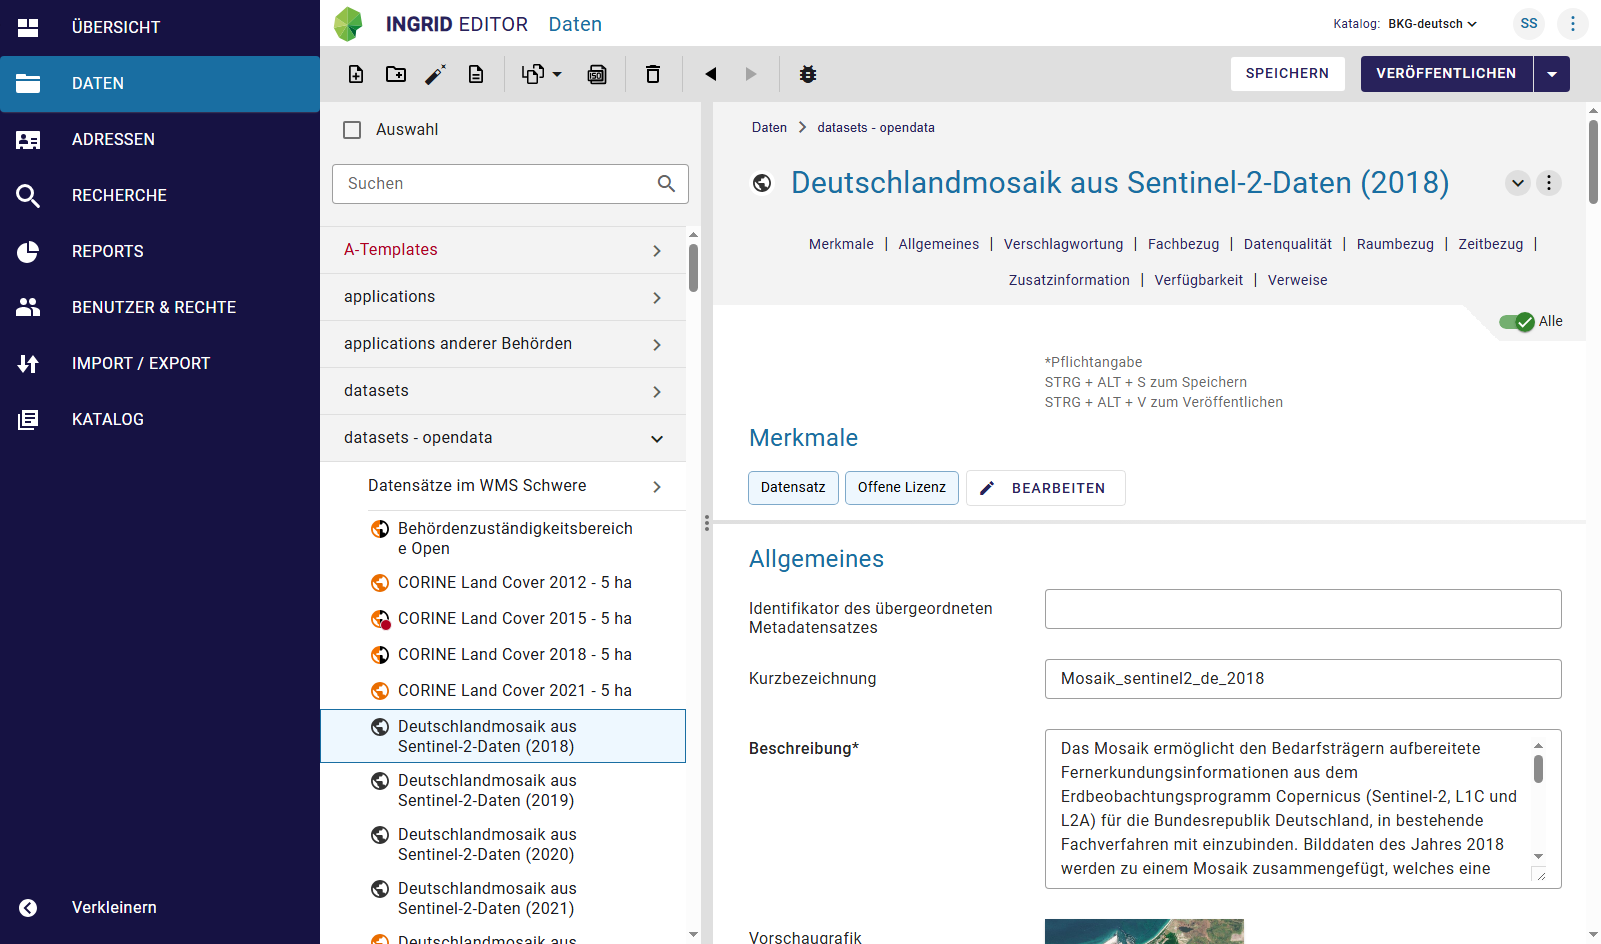 ÜBERSICHT
DATEN
ADRESSEN
RECHERCHE
REPORTS
BENUTZER & RECHTE
IMPORT / EXPORT
KATALOG
Verkleinern
INGRID EDITOR Daten
Katalog: BKG-deutsch
SS
ISO
SPEICHERN
VERÖFFENTLICHEN
Auswahl
Suchen
A-Templates
applications
applications anderer Behörden
datasets
datasets - opendata
Datensätze im WMS Schwere
Behördenzuständigkeitsbereich
e Open
CORINE Land Cover 2012 - 5 ha
CORINE Land Cover 2015 - 5 ha
CORINE Land Cover 2018 - 5 ha
CORINE Land Cover 2021 - 5 ha
Deutschlandmosaik aus
Sentinel-2-Daten (2018)
Deutschlandmosaik aus
Sentinel-2-Daten (2019)
Deutschlandmosaik aus
Sentinel-2-Daten (2020)
Deutschlandmosaik aus
Sentinel-2-Daten (2021)
Deutschlandmosaik aus
Daten > datasets - opendata
Deutschlandmosaik aus Sentinel-2-Daten (2018)
Merkmale | Allgemeines | Verschlagwortung | Fachbezug | Datenqualität | Raumbezug | Zeitbezug |
Zusatzinformation | Verfügbarkeit | Verweise
Alle
*Pflichtangabe
STRG + ALT + S zum Speichern
STRG + ALT + V zum Veröffentlichen
Merkmale
Datensatz
Offene Lizenz
BEARBEITEN
Allgemeines
Identifikator des übergeordneten
Metadatensatzes
Kurzbezeichnung
Mosaik_sentinel2_de_2018
Beschreibung*
Das Mosaik ermöglicht den Bedarfsträgern aufbereitete
Fernerkundungsinformationen aus dem
Erdbeobachtungsprogramm Copernicus (Sentinel-2, L1C und
L2A) für die Bundesrepublik Deutschland, in bestehende
Fachverfahren mit einzubinden. Bilddaten des Jahres 2018
werden zu einem Mosaik zusammengefügt, welches eine
Vorschaugrafik